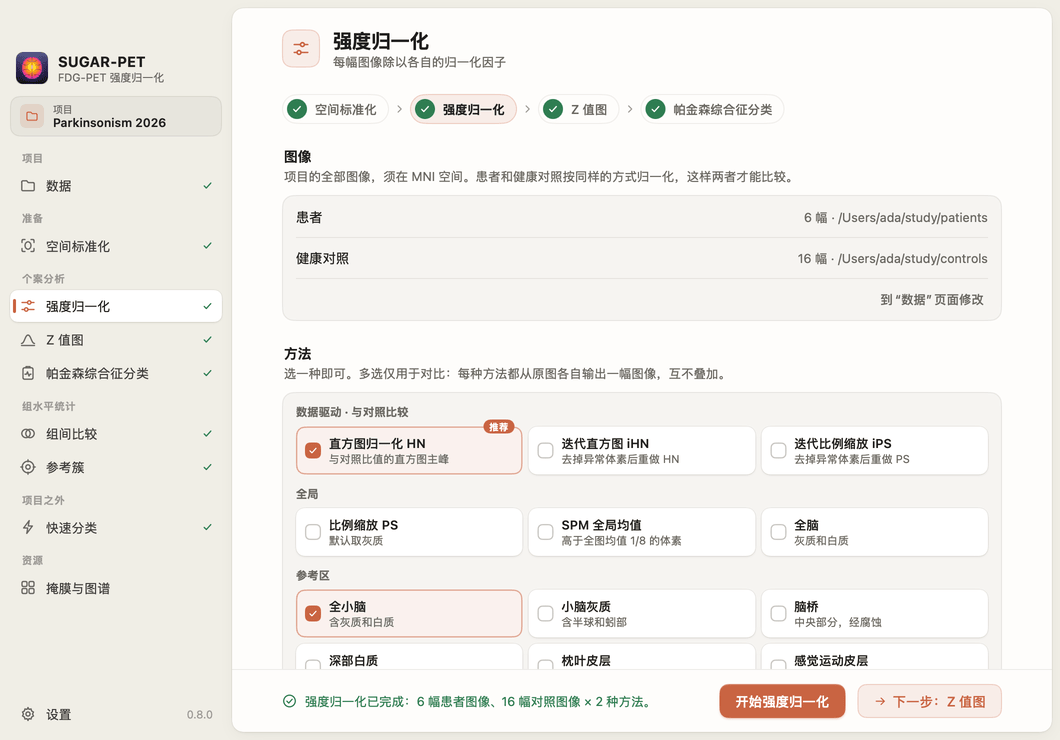 SUGAR-PET
FDG-PET 强度归一化
项目
Parkinsonism 2026
项目
数据
准备
空间标准化
个案分析
强度归一化
Z 值图
帕金森综合征分类
组水平统计
组间比较
参考簇
项目之外
快速分类
资源
掩膜与图谱
设置
0.8.0
强度归一化
每幅图像除以各自的归一化因子
空间标准化
强度归一化
Z 值图
帕金森综合征分类
图像
项目的全部图像，须在 MNI 空间。患者和健康对照按同样的方式归一化，这样两者才能比较。
患者
6 幅 · /Users/ada/study/patients
健康对照
16 幅 · /Users/ada/study/controls
到 “数据” 页面修改
方法
选一种即可。多选仅用于对比：每种方法都从原图各自输出一幅图像，互不叠加。
数据驱动 · 与对照比较
推荐
直方图归一化 HN
与对照比值的直方图主峰
迭代直方图 iHN
去掉异常体素后重做 HN
迭代比例缩放 iPS
去掉异常体素后重做 PS
全局
比例缩放 PS
默认取灰质
SPM 全局均值
高于全图均值 1/8 的体素
全脑
灰质和白质
参考区
全小脑
含灰质和白质
小脑灰质
含半球和蚓部
脑桥
中央部分，经腐蚀
深部白质
枕叶皮层
感觉运动皮层
强度归一化已完成：6 幅患者图像、16 幅对照图像 × 2 种方法。
开始强度归一化
→ 下一步：Z 值图